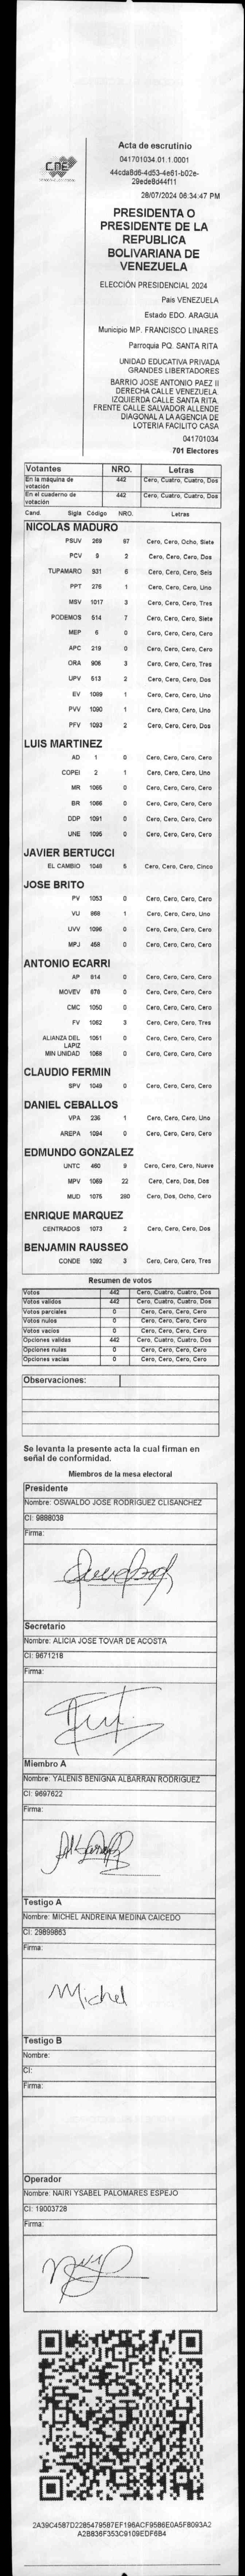 CNE
Acta de escrutinio
041701034.01.1.0001
44cda8d6-4d53-4e61-b02e-
29ede8d44f11
28/07/2024 06:34:47 PM
PRESIDENTA O
PRESIDENTE DE LA
REPUBLICA
BOLIVARIANA DE
VENEZUELA
ELECCIÓN PRESIDENCIAL 2024
Pais VENEZUELA
Estado EDO. ARAGUA
Municipio MP. FRANCISCO LINARES
Parroquia PQ. SANTA RITA
UNIDAD EDUCATIVA PRIVADA
GRANDES LIBERTADORES
BARRIO JOSE ANTONIO PAEZ II
DERECHA CALLE VENEZUELA.
IZQUIERDA CALLE SANTA RITA.
FRENTE CALLE SALVADOR ALLENDE
DIAGONAL A LA AGENCIA DE
LOTERIA FACILITO CASA
041701034
701 Electores
Votantes NRO. Letras
En la máquina de votación 442 Cero, Cuatro, Cuatro, Dos
En el cuaderno de votación 442 Cero, Cuatro, Cuatro, Dos
Cand. Sigla Código NRO. Letras
NICOLAS MADURO
PSUV 269 87 Cero, Cero, Ocho, Siete
PCV 9 2 Cero, Cero, Cero, Dos
TUPAMARO 931 6 Cero, Cero, Cero, Seis
PPT 276 1 Cero, Cero, Cero, Uno
MSV 1017 3 Cero, Cero, Cero, Tres
PODEMOS 514 7 Cero, Cero, Cero, Siete
MEP 6 0 Cero, Cero, Cero, Cero
APC 219 0 Cero, Cero, Cero, Cero
ORA 906 3 Cero, Cero, Cero, Tres
UPV 513 2 Cero, Cero, Cero, Dos
EV 1089 1 Cero, Cero, Cero, Uno
PVV 1090 1 Cero, Cero, Cero, Uno
PFV 1093 2 Cero, Cero, Cero, Dos
LUIS MARTINEZ
AD 1 0 Cero, Cero, Cero, Cero
COPEI 2 1 Cero, Cero, Cero, Uno
MR 1065 0 Cero, Cero, Cero, Cero
BR 1066 0 Cero, Cero, Cero, Cero
DDP 1091 0 Cero, Cero, Cero, Cero
UNE 1095 0 Cero, Cero, Cero, Cero
JAVIER BERTUCCI
EL CAMBIO 1048 5 Cero, Cero, Cero, Cinco
JOSE BRITO
PV 1053 0 Cero, Cero, Cero, Cero
VU 868 1 Cero, Cero, Cero, Uno
UVV 1096 0 Cero, Cero, Cero, Cero
MPJ 458 0 Cero, Cero, Cero, Cero
ANTONIO ECARRI
AP 914 0 Cero, Cero, Cero, Cero
MOVEV 678 0 Cero, Cero, Cero, Cero
CMC 1050 0 Cero, Cero, Cero, Cero
FV 1052 3 Cero, Cero, Cero, Tres
ALIANZA DEL LAPIZ 1051 0 Cero, Cero, Cero, Cero
MIN UNIDAD 1068 0 Cero, Cero, Cero, Cero
CLAUDIO FERMIN
SPV 1049 0 Cero, Cero, Cero, Cero
DANIEL CEBALLOS
VPA 235 1 Cero, Cero, Cero, Uno
AREPA 1094 0 Cero, Cero, Cero, Cero
EDMUNDO GONZALEZ
UNTC 460 9 Cero, Cero, Cero, Nueve
MPV 1069 22 Cero, Cero, Dos, Dos
MUD 1075 280 Cero, Dos, Ocho, Cero
ENRIQUE MARQUEZ
CENTRADOS 1073 2 Cero, Cero, Cero, Dos
BENJAMIN RAUSSEO
CONDE 1092 3 Cero, Cero, Cero, Tres
Resumen de votos
Votos 442 Cero, Cuatro, Cuatro, Dos
Votos validos 442 Cero, Cuatro, Cuatro, Dos
Votos parciales 0 Cero, Cero, Cero, Cero
Votos nulos 0 Cero, Cero, Cero, Cero
Votos vacios 0 Cero, Cero, Cero, Cero
Opciones validas 442 Cero, Cuatro, Cuatro, Dos
Opciones nulas 0 Cero, Cero, Cero, Cero
Opciones vacias 0 Cero, Cero, Cero, Cero
Observaciones:
Se levanta la presente acta la cual firman en
señal de conformidad.
Miembros de la mesa electoral
Presidente
Nombre: OSWALDO JOSE RODRIGUEZ CLISANCHEZ
CI: 9888038
Firma:
Secretario
Nombre: ALICIA JOSE TOVAR DE ACOSTA
CI: 9671218
Firma:
Miembro A
Nombre: YALENIS BENIGNA ALBARRAN RODRIGUEZ
CI: 9697622
Firma:
Testigo A
Nombre: MICHEL ANDREINA MEDINA CAICEDO
CI: 29899863
Firma:
Michel
Testigo B
Nombre:
CI:
Firma:
Operador
Nombre: NAIRI YSABEL PALOMARES ESPEJO
CI: 19003728
Firma:
2A39C4587D2285479587EF196ACF9586E0A5F8093A2
A2B836F353C9109EDF6B4